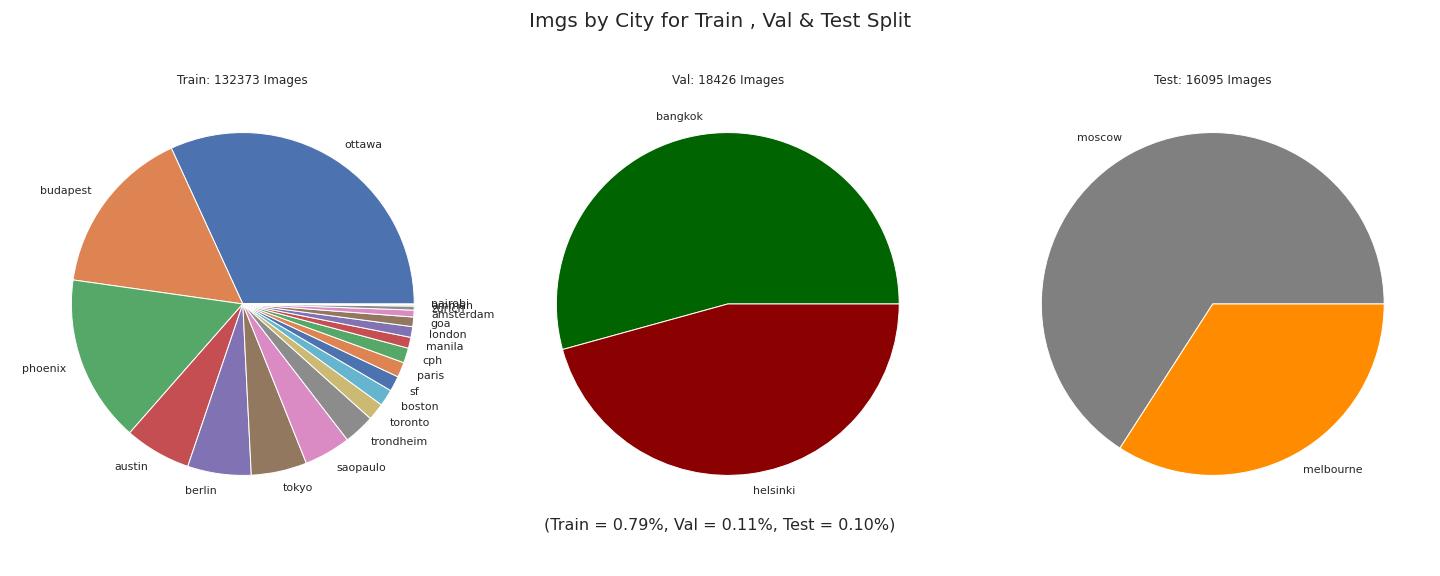 Imgs by City for Train , Val & Test Split
Train: 132373 Images
ottawa
budapest
phoenix
austin
berlin
tokyo
saopaulo
trondheim
toronto
boston
sf
paris
cph
manila
london
goa
amsterdam
nairobi
Val: 18426 Images
bangkok
helsinki
Test: 16095 Images
moscow
melbourne
(Train = 0.79%, Val = 0.11%, Test = 0.10%)